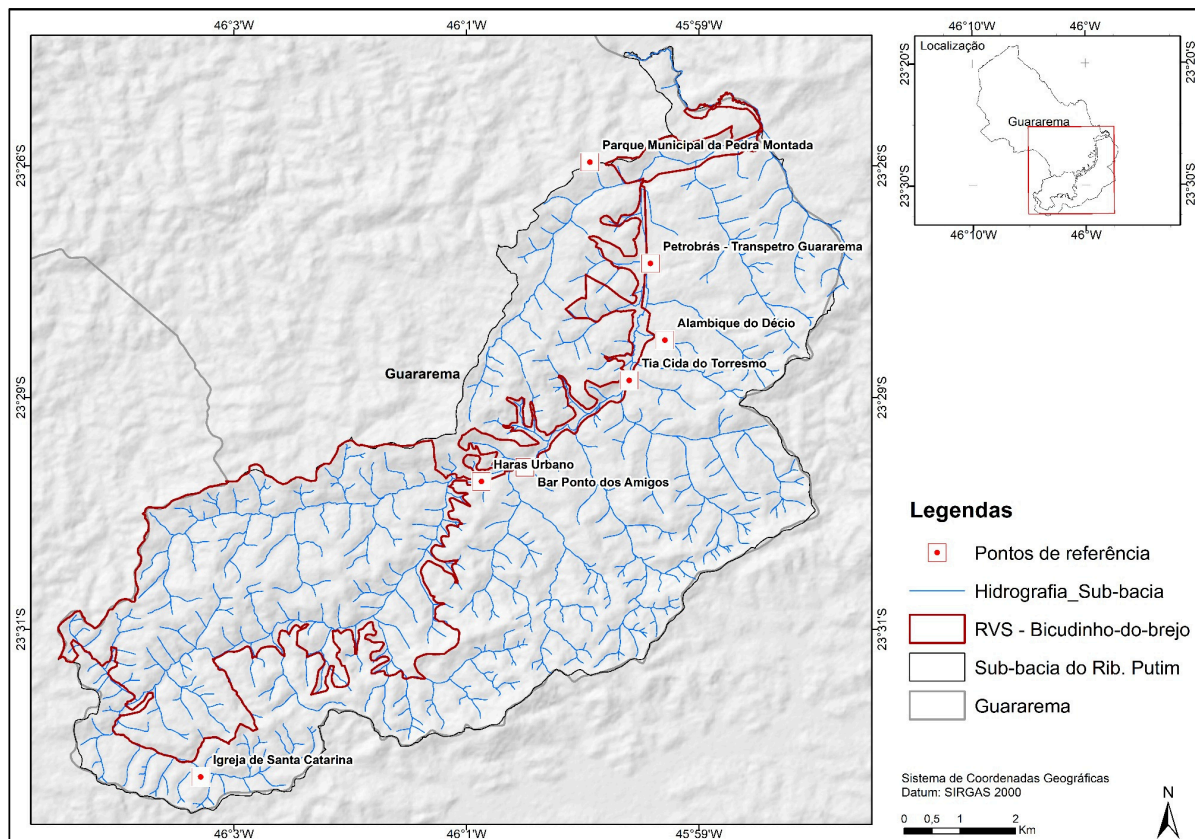 46°3'W
46°1'W
45°59'W
23°26'S
23°29'S
23°31'S
Parque Municipal da Pedra Montada
Petrobrás - Transpetro Guararema
Alambique do Décio
Tia Cida do Torresmo
Guararema
Haras Urbano
Bar Ponto dos Amigos
Igreja de Santa Catarina
23°26'S
23°29'S
23°31'S
46°3'W
46°1'W
45°59'W
46°10'W
46°W
Localização
23°20'S
23°20'S
Guararema
23°30'S
23°30'S
46°10'W
46°W
Legendas
Pontos de referência
Hidrografia_Sub-bacia
RVS - Bicudinho-do-brejo
Sub-bacia do Rib. Putim
Guararema
Sistema de Coordenadas Geográficas
Datum: SIRGAS 2000
0 0,5 1 2
Km
N